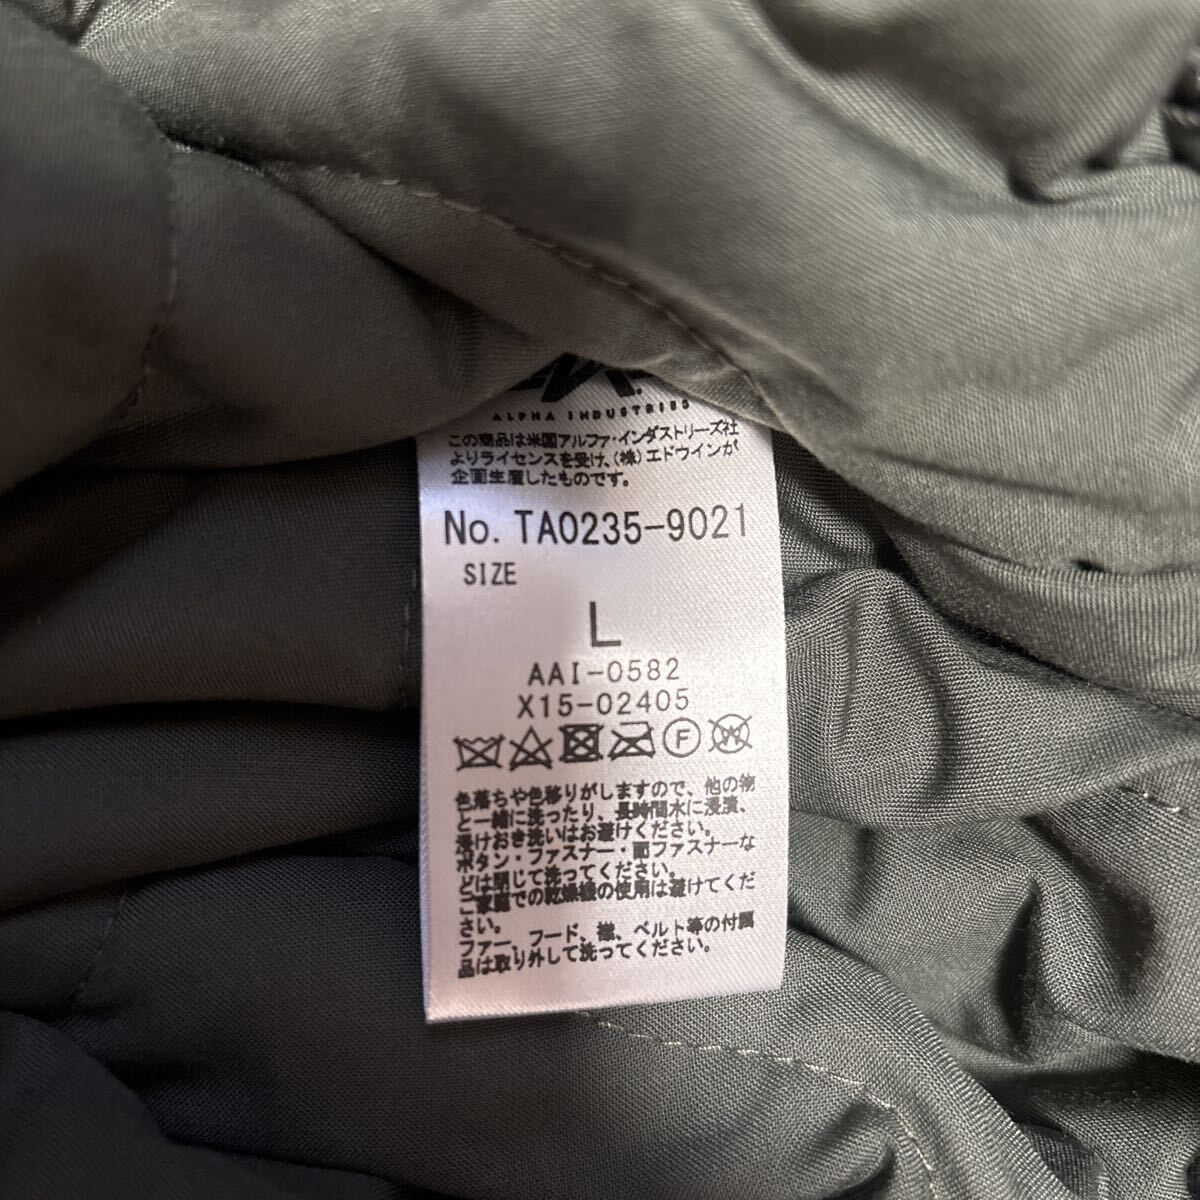 ALPHA INDUSTRIES
この商品は米国アルファ・インダストリーズ社
よりライセンスを受け、(株)エドウインが
企画生産したものです。
No. TA0235-9021
SIZE
L
AAI-0582
X15-02405
F W
色落ちや色移りがしますので、他の物
と一緒に洗ったり、長時間水に浸漬、
浸けおき洗いはお避けください。
ボタン・ファスナー・面ファスナーな
どは閉じて洗ってください。
ご家庭での乾燥機の使用は避けてくだ
さい。
ファー、フード、襟、ベルト等の付属
品は取り外して洗ってください。